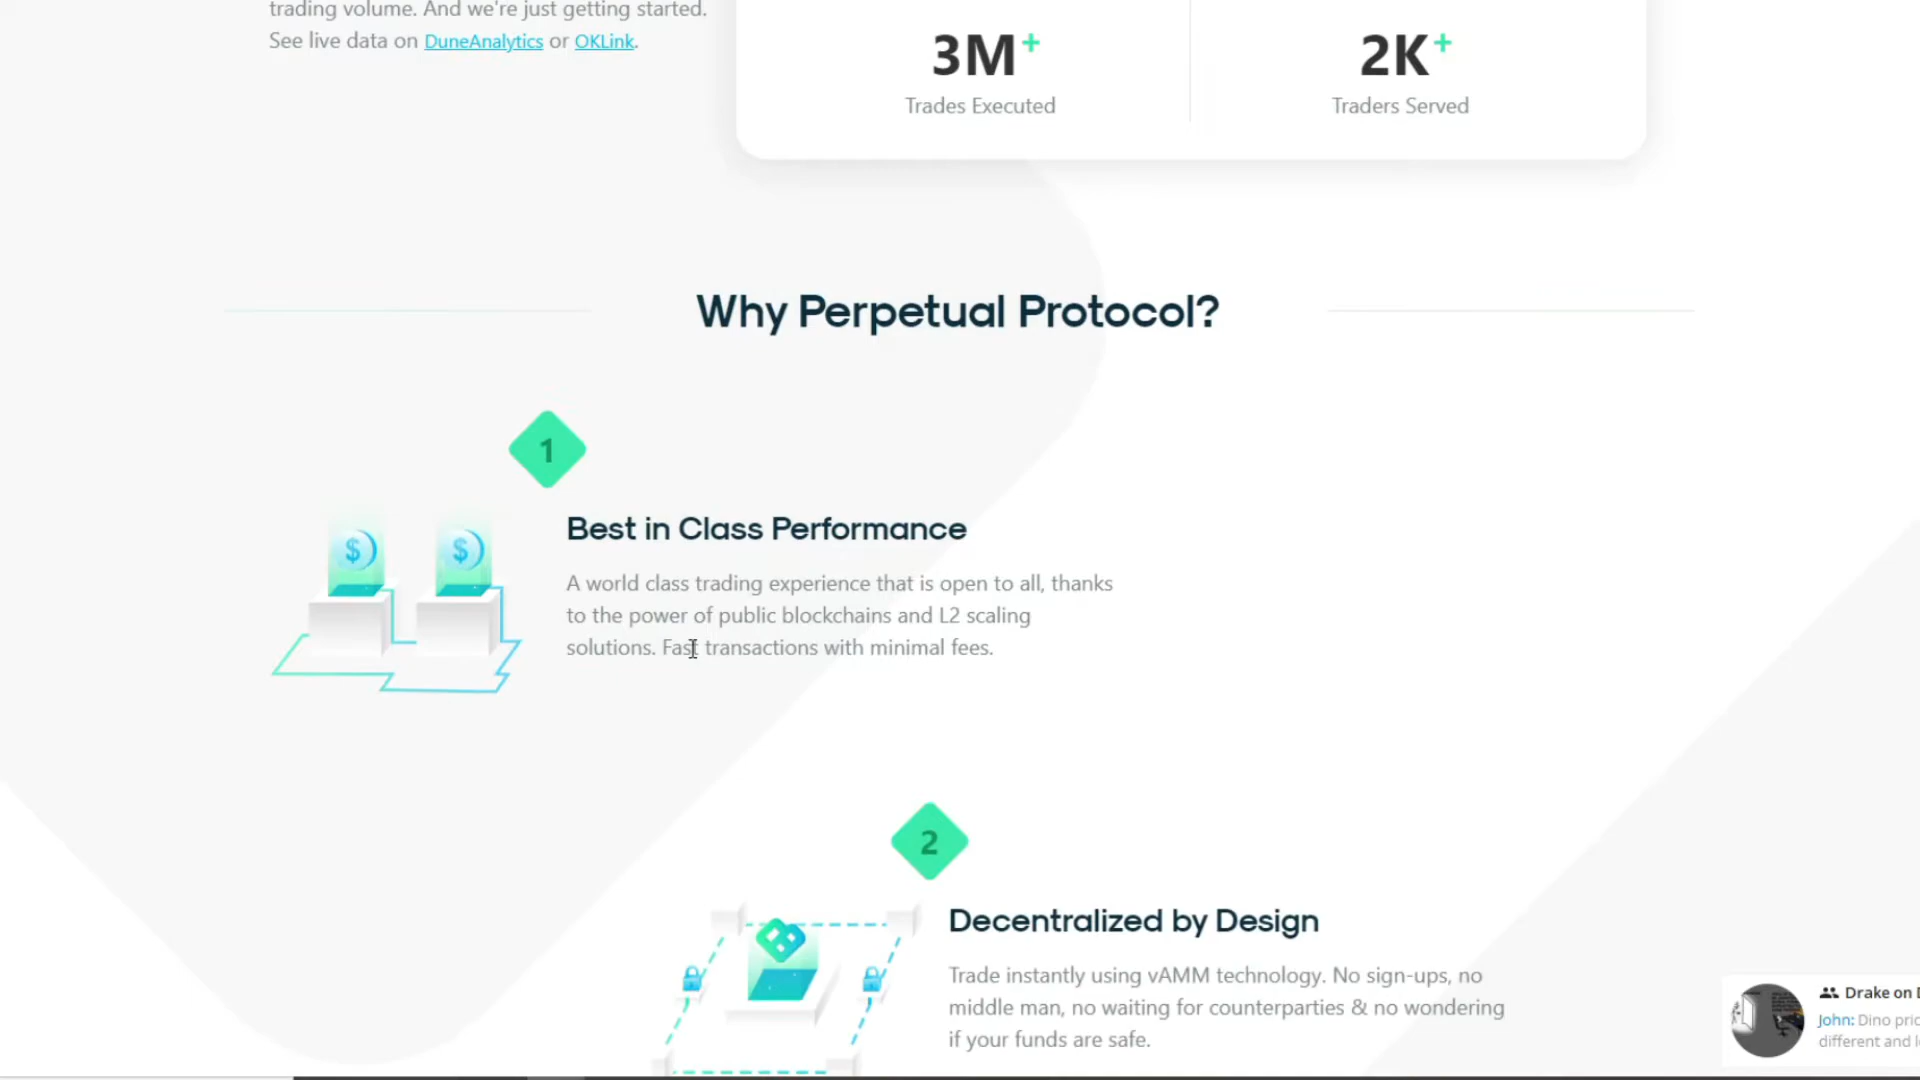 trading volume. And we're just getting started.
See live data on DuneAnalytics or OKLink.
3M+
Trades Executed
2K+
Traders Served
Why Perpetual Protocol?
1
Best in Class Performance
A world class trading experience that is open to all, thanks
to the power of public blockchains and L2 scaling
solutions. Fast transactions with minimal fees.
2
Decentralized by Design
Trade instantly using vAMM technology. No sign-ups, no
middle man, no waiting for counterparties & no wondering
if your funds are safe.
Drake on
John: Dino
different and